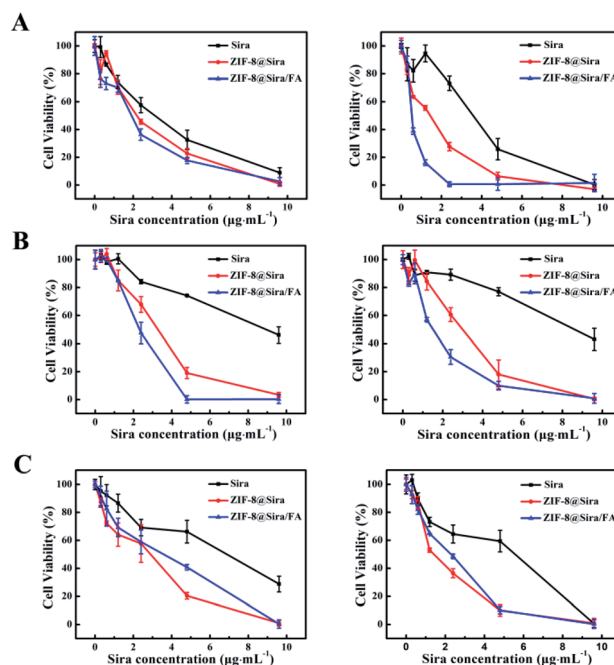 A
Cell Viability (%)
100
80
60
40
20
0
Sira
ZIF-8@Sira
ZIF-8@Sira/FA
0 2 4 6 8 10
Sira concentration (μg·mL⁻¹)
Cell Viability (%)
100
80
60
40
20
0
Sira
ZIF-8@Sira
ZIF-8@Sira/FA
0 2 4 6 8 10
Sira concentration (μg·mL⁻¹)
B
Cell Viability (%)
100
80
60
40
20
0
Sira
ZIF-8@Sira
ZIF-8@Sira/FA
0 2 4 6 8 10
Sira concentration (μg·mL⁻¹)
Cell Viability (%)
100
80
60
40
20
0
Sira
ZIF-8@Sira
ZIF-8@Sira/FA
0 2 4 6 8 10
Sira concentration (μg·mL⁻¹)
C
Cell Viability (%)
100
80
60
40
20
0
Sira
ZIF-8@Sira
ZIF-8@Sira/FA
0 2 4 6 8 10
Sira concentration (μg·mL⁻¹)
Cell Viability (%)
100
80
60
40
20
0
Sira
ZIF-8@Sira
ZIF-8@Sira/FA
0 2 4 6 8 10
Sira concentration (μg·mL⁻¹)